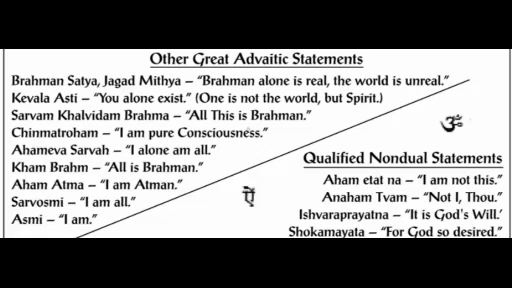 Other Great Advaitic Statements
Brahman Satya, Jagad Mithya – “Brahman alone is real, the world is unreal.”
Kevala Asti – “You alone exist.” (One is not the world, but Spirit.)
Sarvam Khalvidam Brahma – “All This is Brahman.”
Chinmatroham – “I am pure Consciousness.”
Ahameva Sarvah – “I alone am all.”
Kham Brahm – “All is Brahman.”
Aham Atma – “I am Atman.”
Sarvosmi – “I am all.”
Asmi – “I am.”
ॐ
Qualified Nondual Statements
Aham etat na – “I am not this.”
Anaham Tvam – “Not I, Thou.”
Ishvaraprayatna – “It is God's Will.’
Shokamayata – “For God so desired.”